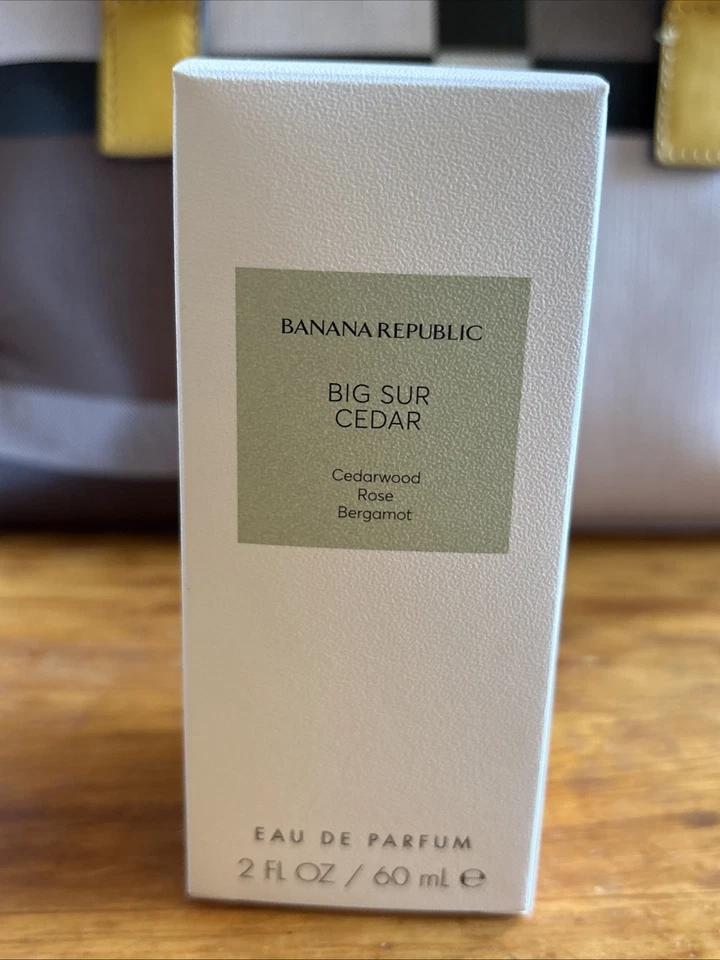 BANANA REPUBLIC
BIG SUR
CEDAR
Cedarwood
Rose
Bergamot
EAU DE PARFUM
2 FL OZ / 60 mL ℮